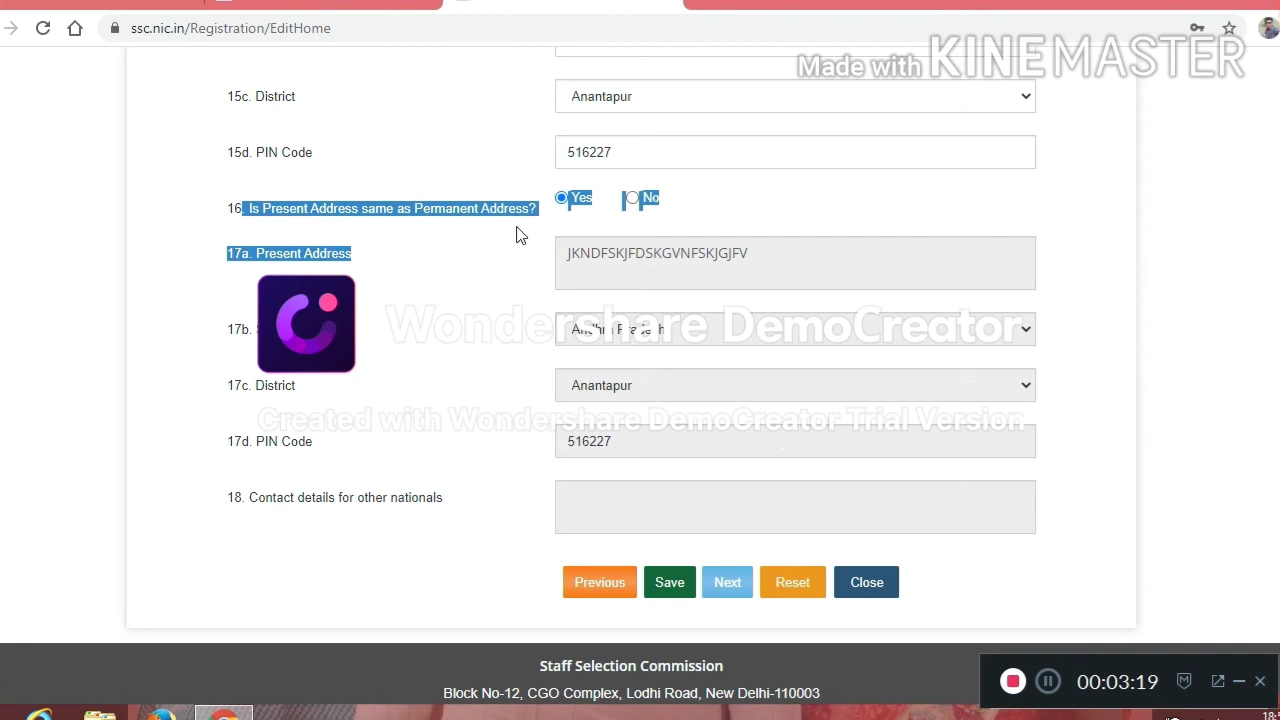 ssc.nic.in/Registration/EditHome
Made with KINEMASTER
15c. District
Anantapur
15d. PIN Code
516227
16. Is Present Address same as Permanent Address?
Yes
No
17a. Present Address
JKNDFSKJFDSKGVNFSKJGJFV
17b.
Andhra Pradesh
Wondershare DemoCreator
17c. District
Anantapur
Created with Wondershare DemoCreator Trial Version
17d. PIN Code
516227
18. Contact details for other nationals
Previous
Save
Next
Reset
Close
Staff Selection Commission
Block No-12, CGO Complex, Lodhi Road, New Delhi-110003
00:03:19